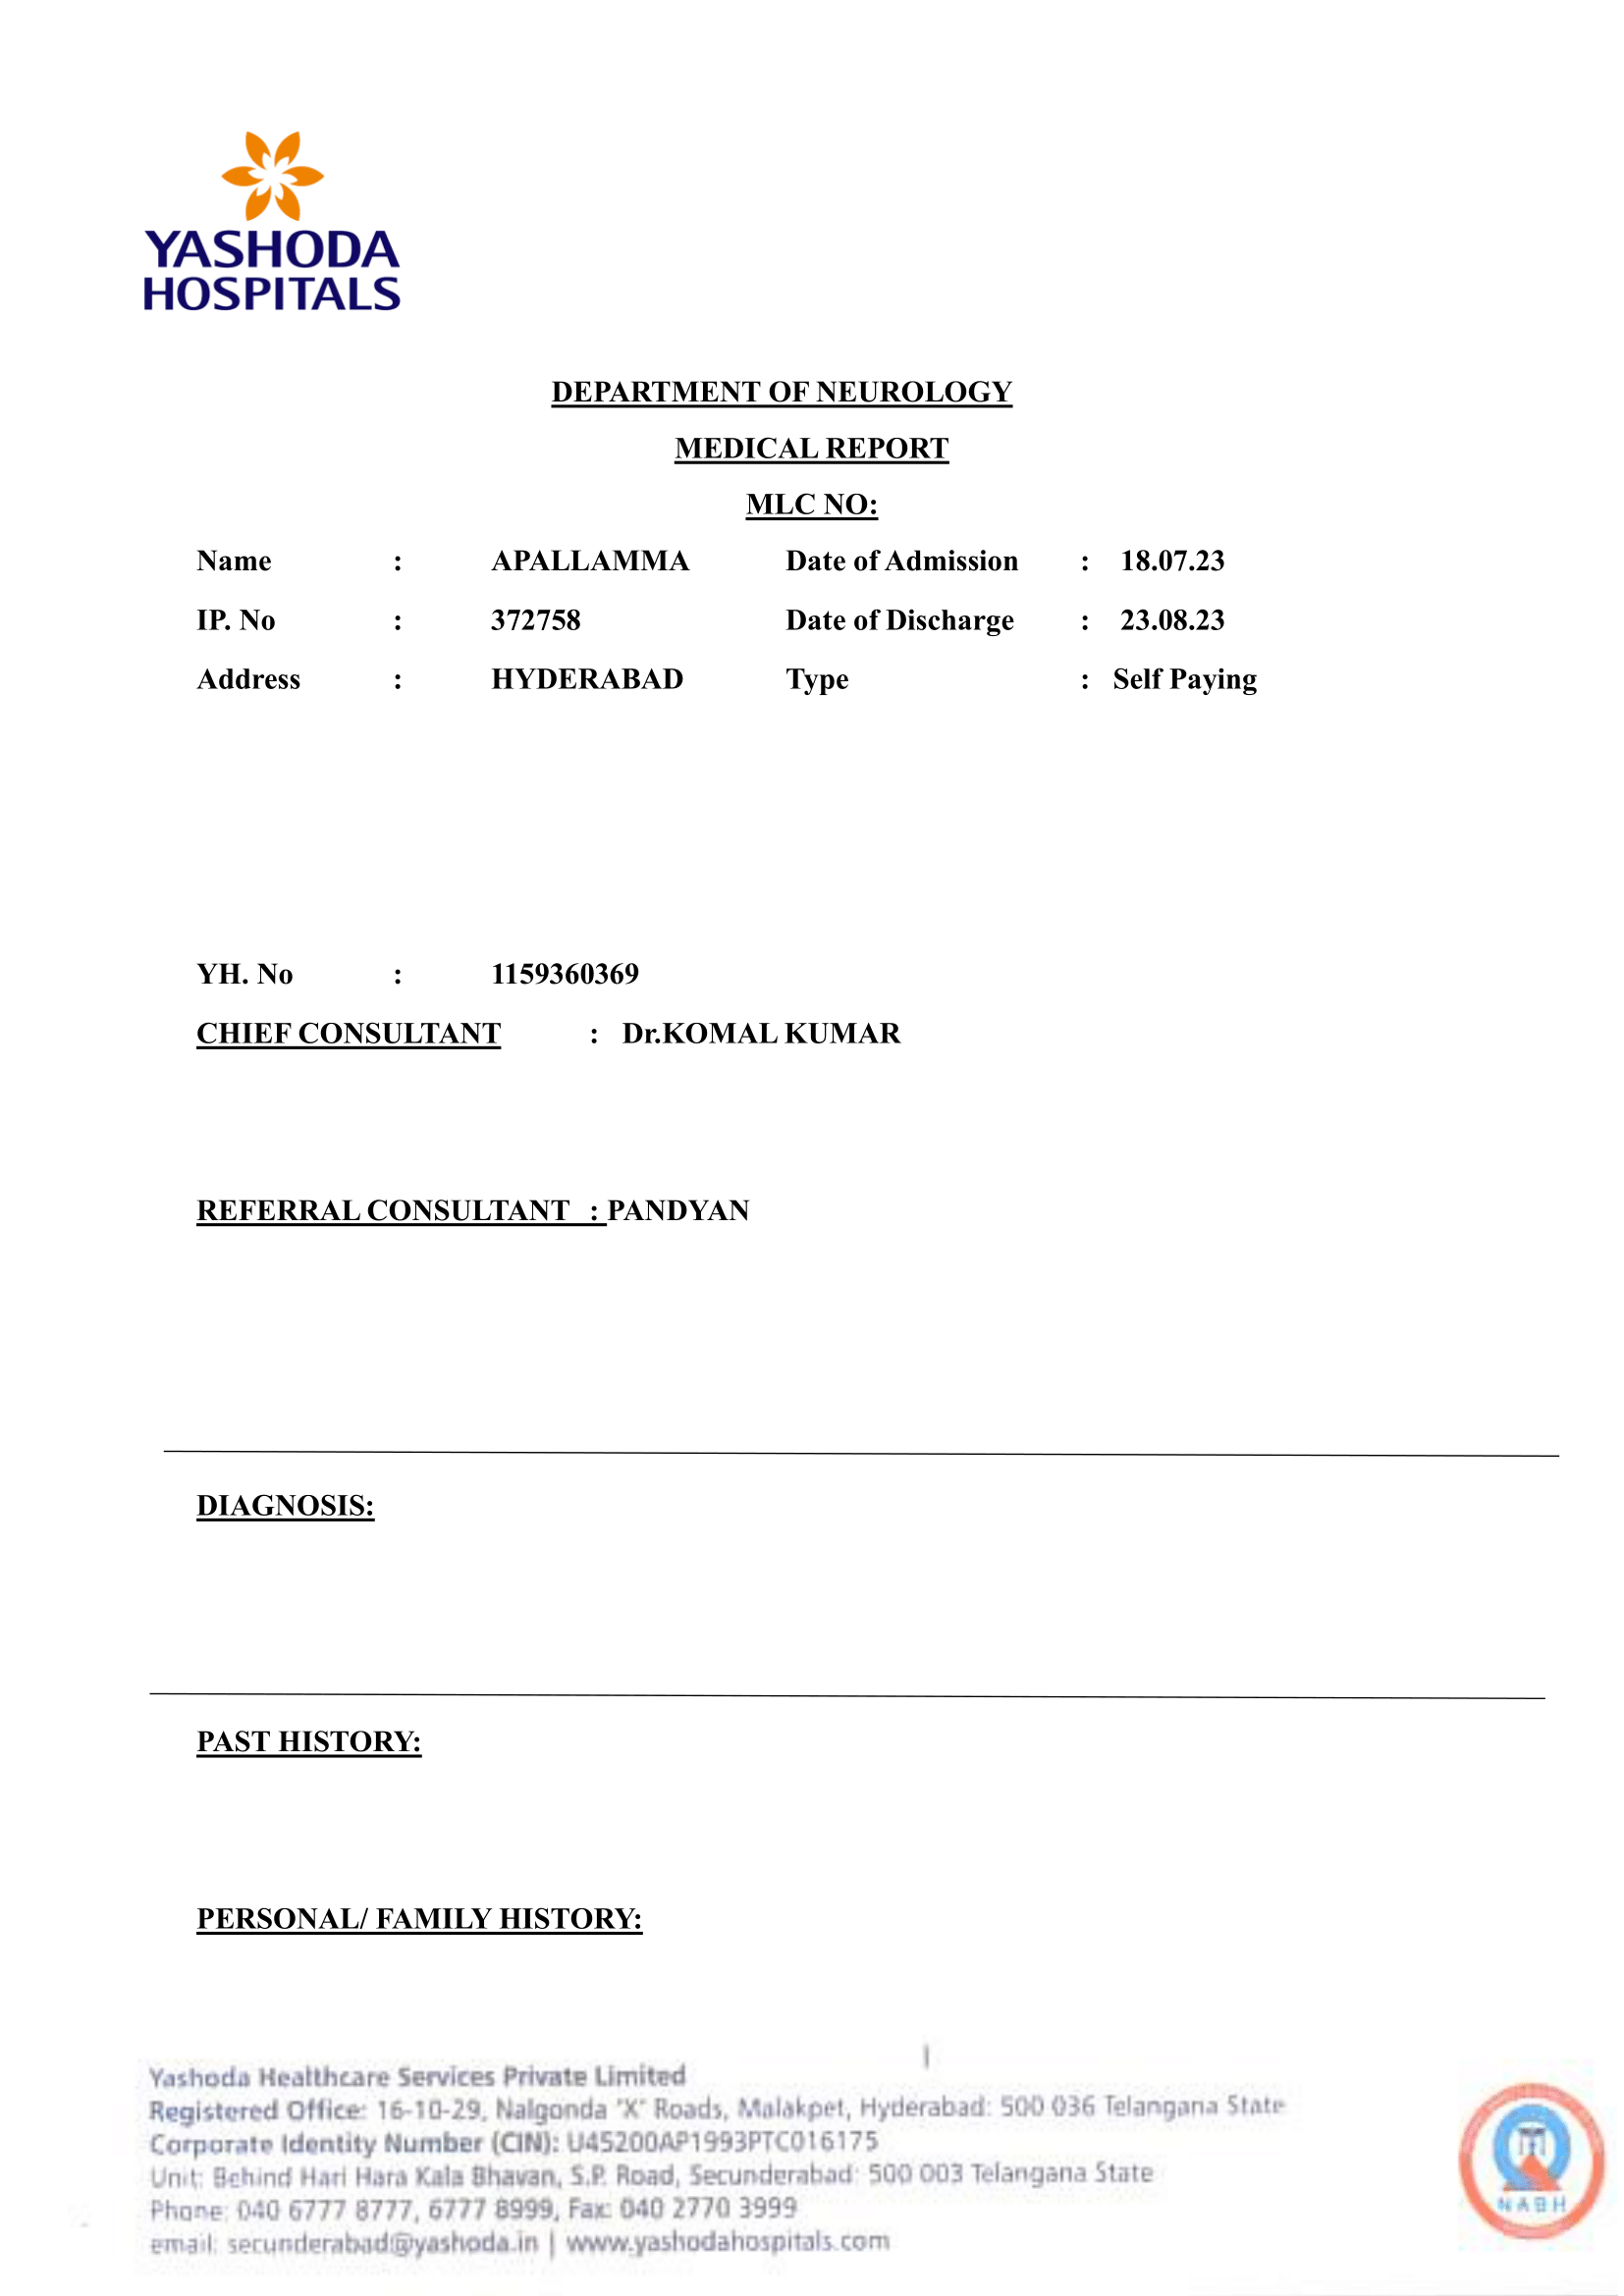 YASHODA
HOSPITALS
DEPARTMENT OF NEUROLOGY
MEDICAL REPORT
MLC NO:
Name : APALLAMMA Date of Admission : 18.07.23
IP. No : 372758 Date of Discharge : 23.08.23
Address : HYDERABAD Type : Self Paying
YH. No : 1159360369
CHIEF CONSULTANT : Dr.KOMAL KUMAR
REFERRAL CONSULTANT : PANDYAN
DIAGNOSIS:
PAST HISTORY:
PERSONAL/ FAMILY HISTORY:
Yashoda Healthcare Services Private Limited
Registered Office: 16-10-29, Nalgonda 'X' Roads, Malakpet, Hyderabad: 500 036 Telangana State
Corporate Identity Number (CIN): U45200AP1993PTC016175
Unit: Behind Hari Hara Kala Bhavan, S.P. Road, Secunderabad: 500 003 Telangana State
Phone: 040 6777 8777, 6777 8999, Fax: 040 2770 3999
email: secunderabad@yashoda.in | www.yashodahospitals.com
NABH